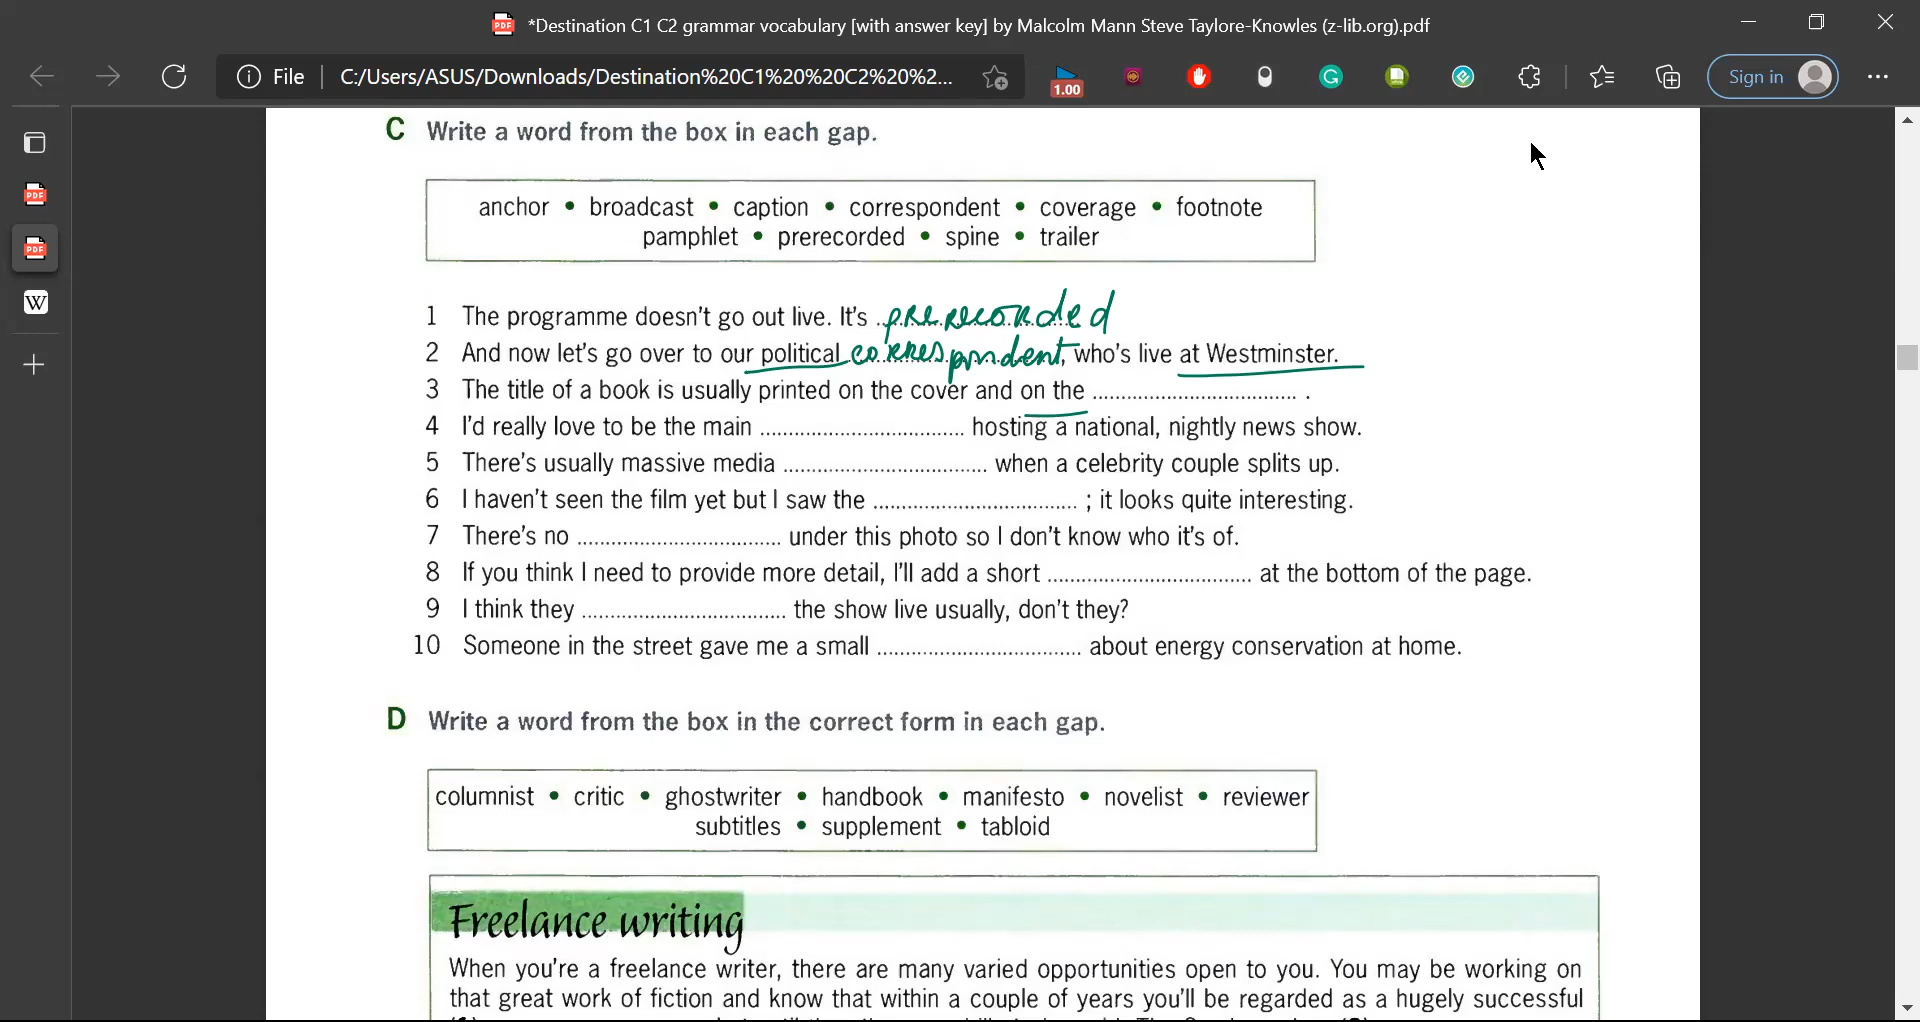 *Destination C1 C2 grammar vocabulary [with answer key] by Malcolm Mann Steve Taylore-Knowles (z-lib.org).pdf
File C:/Users/ASUS/Downloads/Destination%20C1%20%20C2%20%2... 1.00 Sign in
C Write a word from the box in each gap.
anchor • broadcast • caption • correspondent • coverage • footnote
pamphlet • prerecorded • spine • trailer
1 The programme doesn't go out live. It's prerecorded
2 And now let's go over to our political correspondent, who's live at Westminster.
3 The title of a book is usually printed on the cover and on the .................................... .
4 I'd really love to be the main .................................... hosting a national, nightly news show.
5 There's usually massive media .................................... when a celebrity couple splits up.
6 I haven't seen the film yet but I saw the .................................... ; it looks quite interesting.
7 There's no .................................... under this photo so I don't know who it's of.
8 If you think I need to provide more detail, I'll add a short .................................... at the bottom of the page.
9 I think they .................................... the show live usually, don't they?
10 Someone in the street gave me a small .................................... about energy conservation at home.
D Write a word from the box in the correct form in each gap.
columnist • critic • ghostwriter • handbook • manifesto • novelist • reviewer
subtitles • supplement • tabloid
Freelance writing
When you're a freelance writer, there are many varied opportunities open to you. You may be working on
that great work of fiction and know that within a couple of years you'll be regarded as a hugely successful